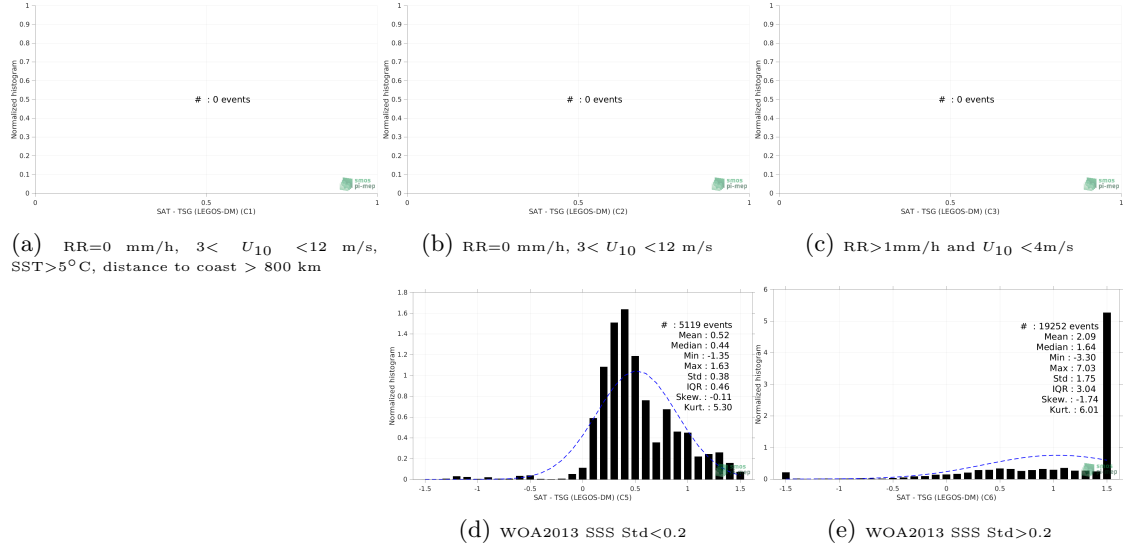 1
0.9
0.8
0.7
0.6
0.5
0.4
0.3
0.2
0.1
0
Normalized histogram
# : 0 events
0 0.5 1
SAT - TSG (LEGOS-DM) (C1)
smos
pi-mep
1
0.9
0.8
0.7
0.6
0.5
0.4
0.3
0.2
0.1
0
Normalized histogram
# : 0 events
0 0.5 1
SAT - TSG (LEGOS-DM) (C2)
smos
pi-mep
1
0.9
0.8
0.7
0.6
0.5
0.4
0.3
0.2
0.1
0
Normalized histogram
# : 0 events
0 0.5 1
SAT - TSG (LEGOS-DM) (C3)
smos
pi-mep
(a) RR=0 mm/h, 3< U10 <12 m/s,
SST>5°C, distance to coast > 800 km
(b) RR=0 mm/h, 3< U10 <12 m/s
(c) RR>1mm/h and U10 <4m/s
1.8
1.6
1.4
1.2
1
0.8
0.6
0.4
0.2
0
Normalized histogram
# : 5119 events
Mean : 0.52
Median : 0.44
Min : -1.35
Max : 1.63
Std : 0.38
IQR : 0.46
Skew. : -0.11
Kurt. : 5.30
-1.5 -1 -0.5 0 0.5 1 1.5
SAT - TSG (LEGOS-DM) (C5)
6
5
4
3
2
1
0
Normalized histogram
# : 19252 events
Mean : 2.09
Median : 1.64
Min : -3.30
Max : 7.03
Std : 1.75
IQR : 3.04
Skew. : -1.74
Kurt. : 6.01
-1.5 -1 -0.5 0 0.5 1 1.5
SAT - TSG (LEGOS-DM) (C6)
(d) WOA2013 SSS Std<0.2
(e) WOA2013 SSS Std>0.2